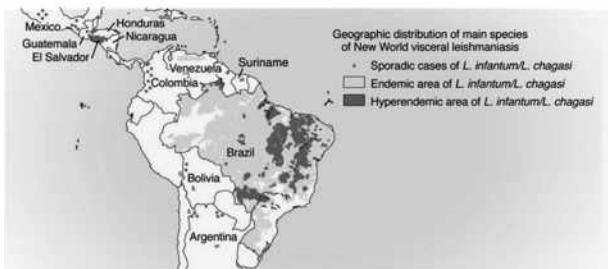 Mexico
Honduras
Guatemala
Nicaragua
El Salvador
Venezuela
Suriname
Colombia
Brazil
Bolivia
Argentina
Geographic distribution of main species
of New World visceral leishmaniasis
Sporadic cases of L. infantum/L. chagasi
Endemic area of L. infantum/L. chagasi
Hyperendemic area of L. infantum/L. chagasi